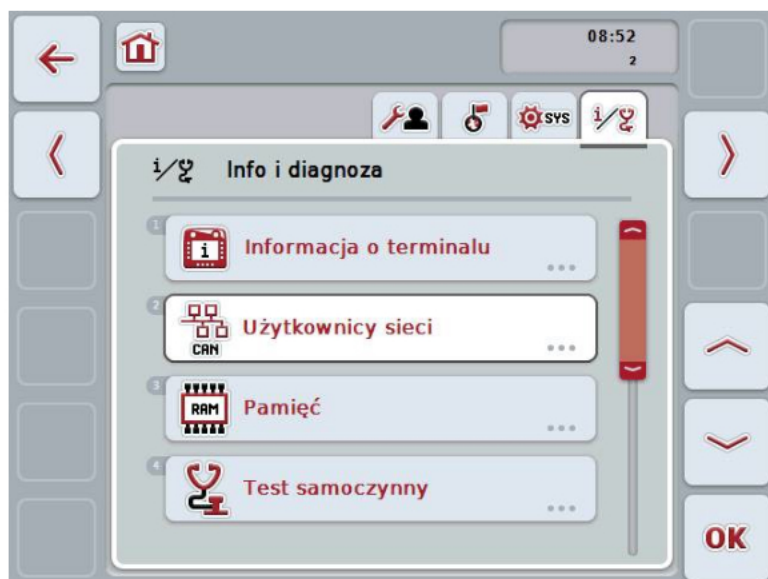 08:52
2
SYS
i/
i/ Info i diagnoza
1
i Informacja o terminalu
2
CAN Użytkownicy sieci
3
RAM Pamięć
4
Test samoczynny
OK